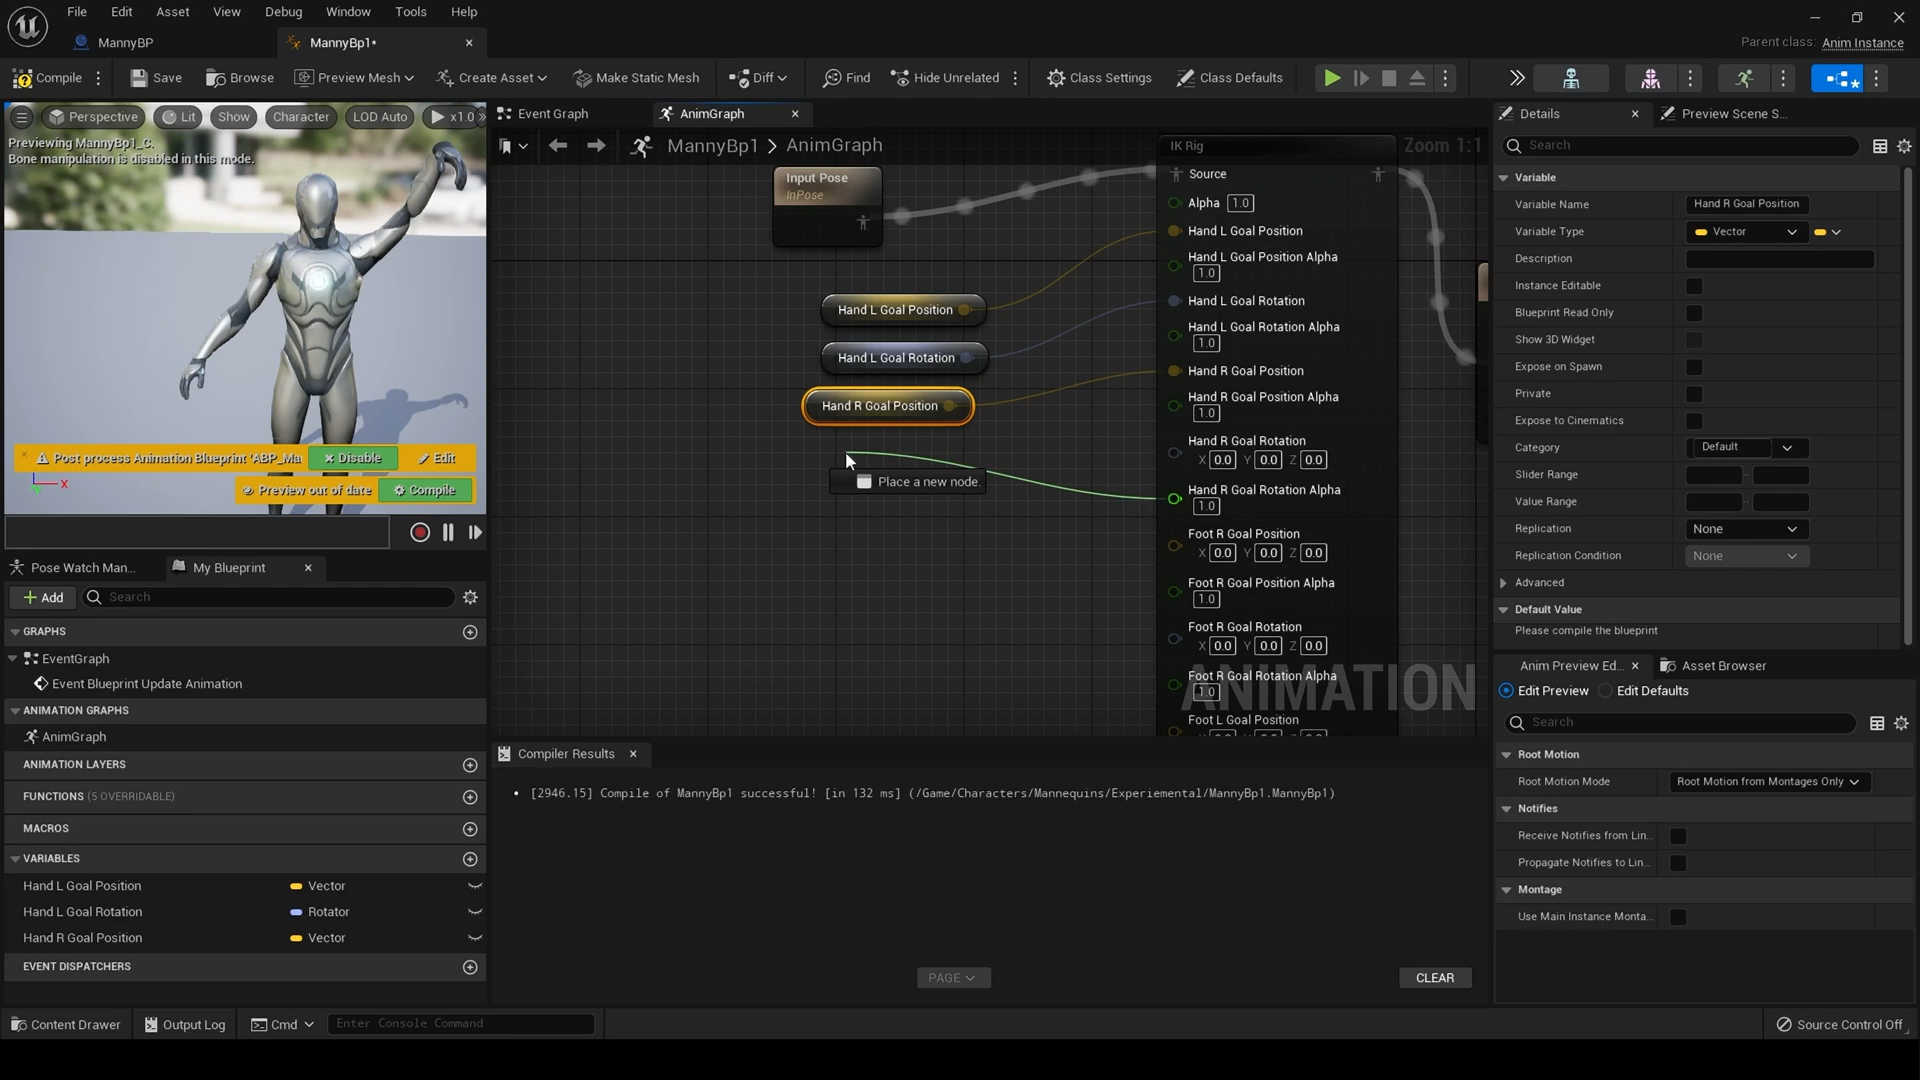 File Edit Asset View Debug Window Tools Help
MannyBP
MannyBp1•
Parent class: Anim Instance
Compile
Save
Browse
Preview Mesh
Create Asset
Make Static Mesh
Diff
Find
Hide Unrelated
Class Settings
Class Defaults
Perspective
Lit
Show
Character
LOD Auto
x1.0
Previewing MannyBp1_C.
Bone manipulation is disabled in this mode.
Post process Animation Blueprint 'ABP_Ma
Disable
Edit
Preview out of date
Compile
X
Pose Watch Man...
My Blueprint
Add
Search
GRAPHS
EventGraph
Event Blueprint Update Animation
ANIMATION GRAPHS
AnimGraph
ANIMATION LAYERS
FUNCTIONS (5 OVERRIDABLE)
MACROS
VARIABLES
Hand L Goal Position Vector
Hand L Goal Rotation Rotator
Hand R Goal Position Vector
EVENT DISPATCHERS
Event Graph
AnimGraph
MannyBp1 > AnimGraph
Zoom 1:1
Input Pose
InPose
Hand L Goal Position
Hand L Goal Rotation
Hand R Goal Position
Place a new node.
IK Rig
Source
Alpha 1.0
Hand L Goal Position
Hand L Goal Position Alpha
1.0
Hand L Goal Rotation
Hand L Goal Rotation Alpha
1.0
Hand R Goal Position
Hand R Goal Position Alpha
1.0
Hand R Goal Rotation
X 0.0 Y 0.0 Z 0.0
Hand R Goal Rotation Alpha
1.0
Foot R Goal Position
X 0.0 Y 0.0 Z 0.0
Foot R Goal Position Alpha
1.0
Foot R Goal Rotation
X 0.0 Y 0.0 Z 0.0
Foot R Goal Rotation Alpha
1.0
Foot L Goal Position
ANIMATION
Compiler Results
• [2946.15] Compile of MannyBp1 successful! [in 132 ms] (/Game/Characters/Mannequins/Experiemental/MannyBp1.MannyBp1)
PAGE
CLEAR
Details
Preview Scene S...
Search
Variable
Variable Name Hand R Goal Position
Variable Type Vector
Description
Instance Editable
Blueprint Read Only
Show 3D Widget
Expose on Spawn
Private
Expose to Cinematics
Category Default
Slider Range
Value Range
Replication None
Replication Condition None
Advanced
Default Value
Please compile the blueprint
Anim Preview Ed...
Asset Browser
Edit Preview
Edit Defaults
Search
Root Motion
Root Motion Mode Root Motion from Montages Only
Notifies
Receive Notifies from Lin...
Propagate Notifies to Lin...
Montage
Use Main Instance Monta...
Content Drawer
Output Log
Cmd
Enter Console Command
Source Control Off